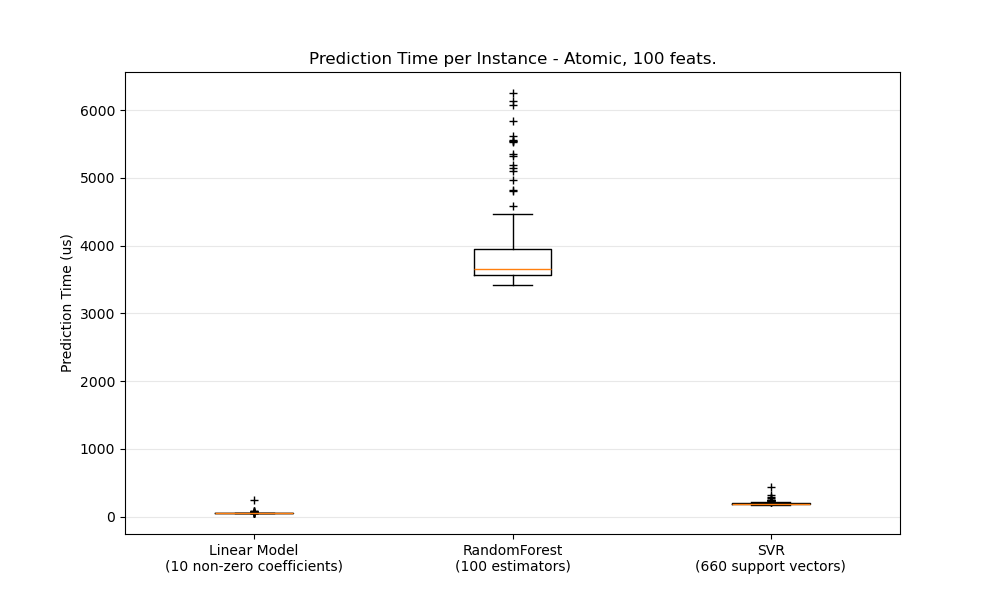 Prediction Time per Instance - Atomic, 100 feats.
Prediction Time (us)
6000
5000
4000
3000
2000
1000
0
Linear Model
(10 non-zero coefficients)
RandomForest
(100 estimators)
SVR
(660 support vectors)